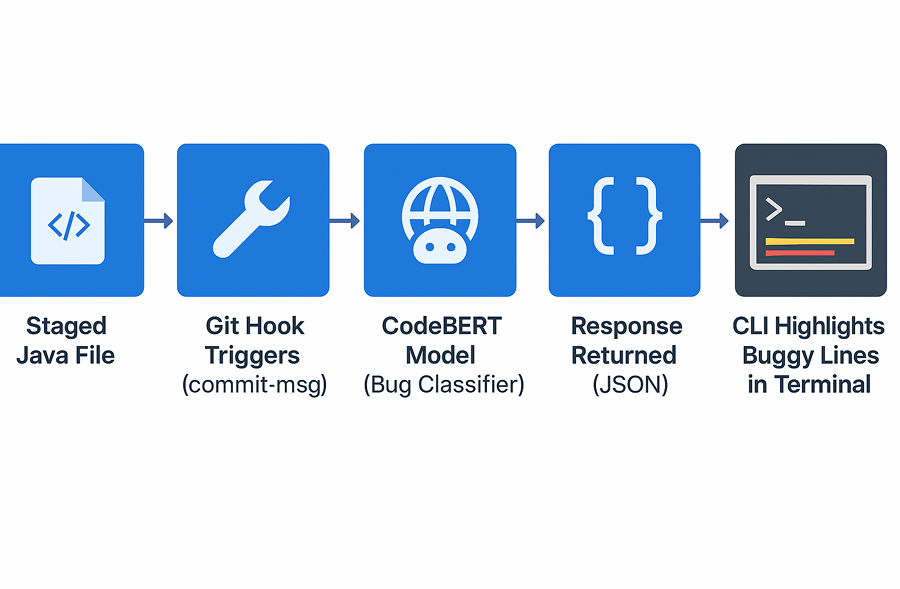 </>
Staged
Java File
Git Hook
Triggers
(commit-msg)
CodeBERT
Model
(Bug Classifier)
{ }
Response
Returned
(JSON)
>_
CLI Highlights
Buggy Lines
in Terminal